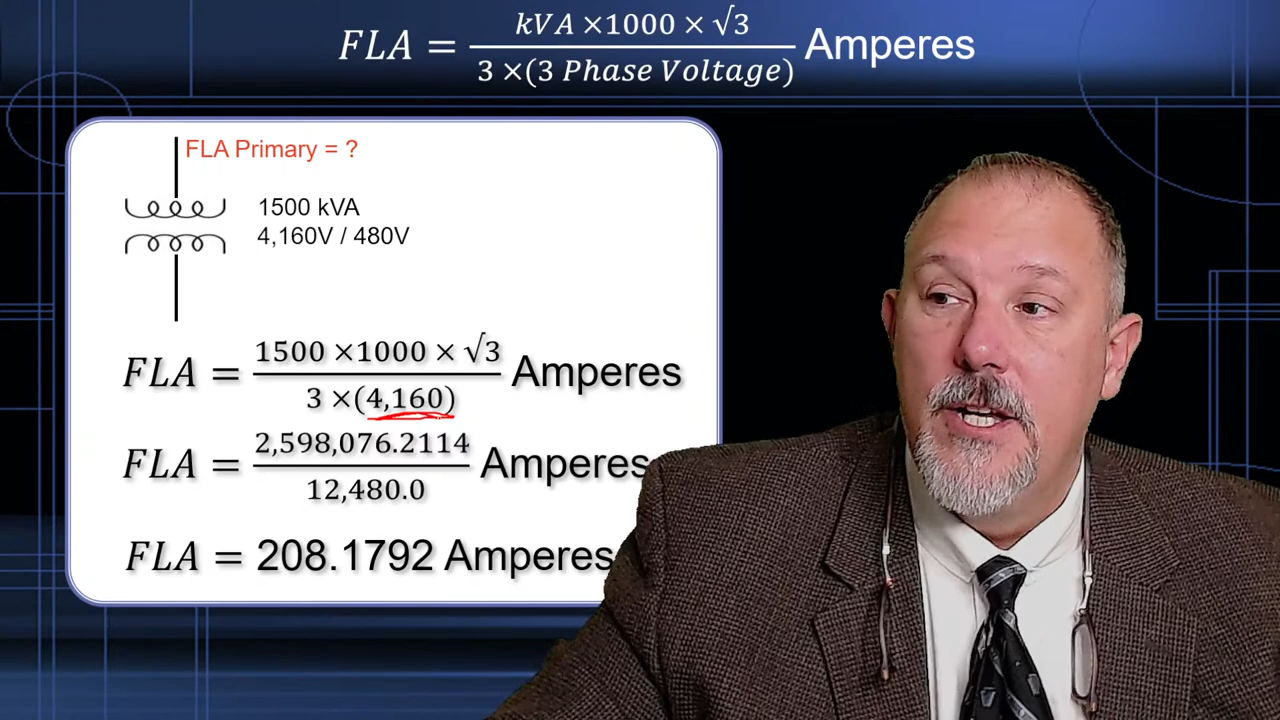 FLA = kVA ×1000 × √3 / 3 ×(3 Phase Voltage) Amperes
FLA Primary = ?
1500 kVA
4,160V / 480V
FLA = 1500 ×1000 × √3 / 3 ×(4,160) Amperes
FLA = 2,598,076.2114 / 12,480.0 Amperes
FLA = 208.1792 Amperes